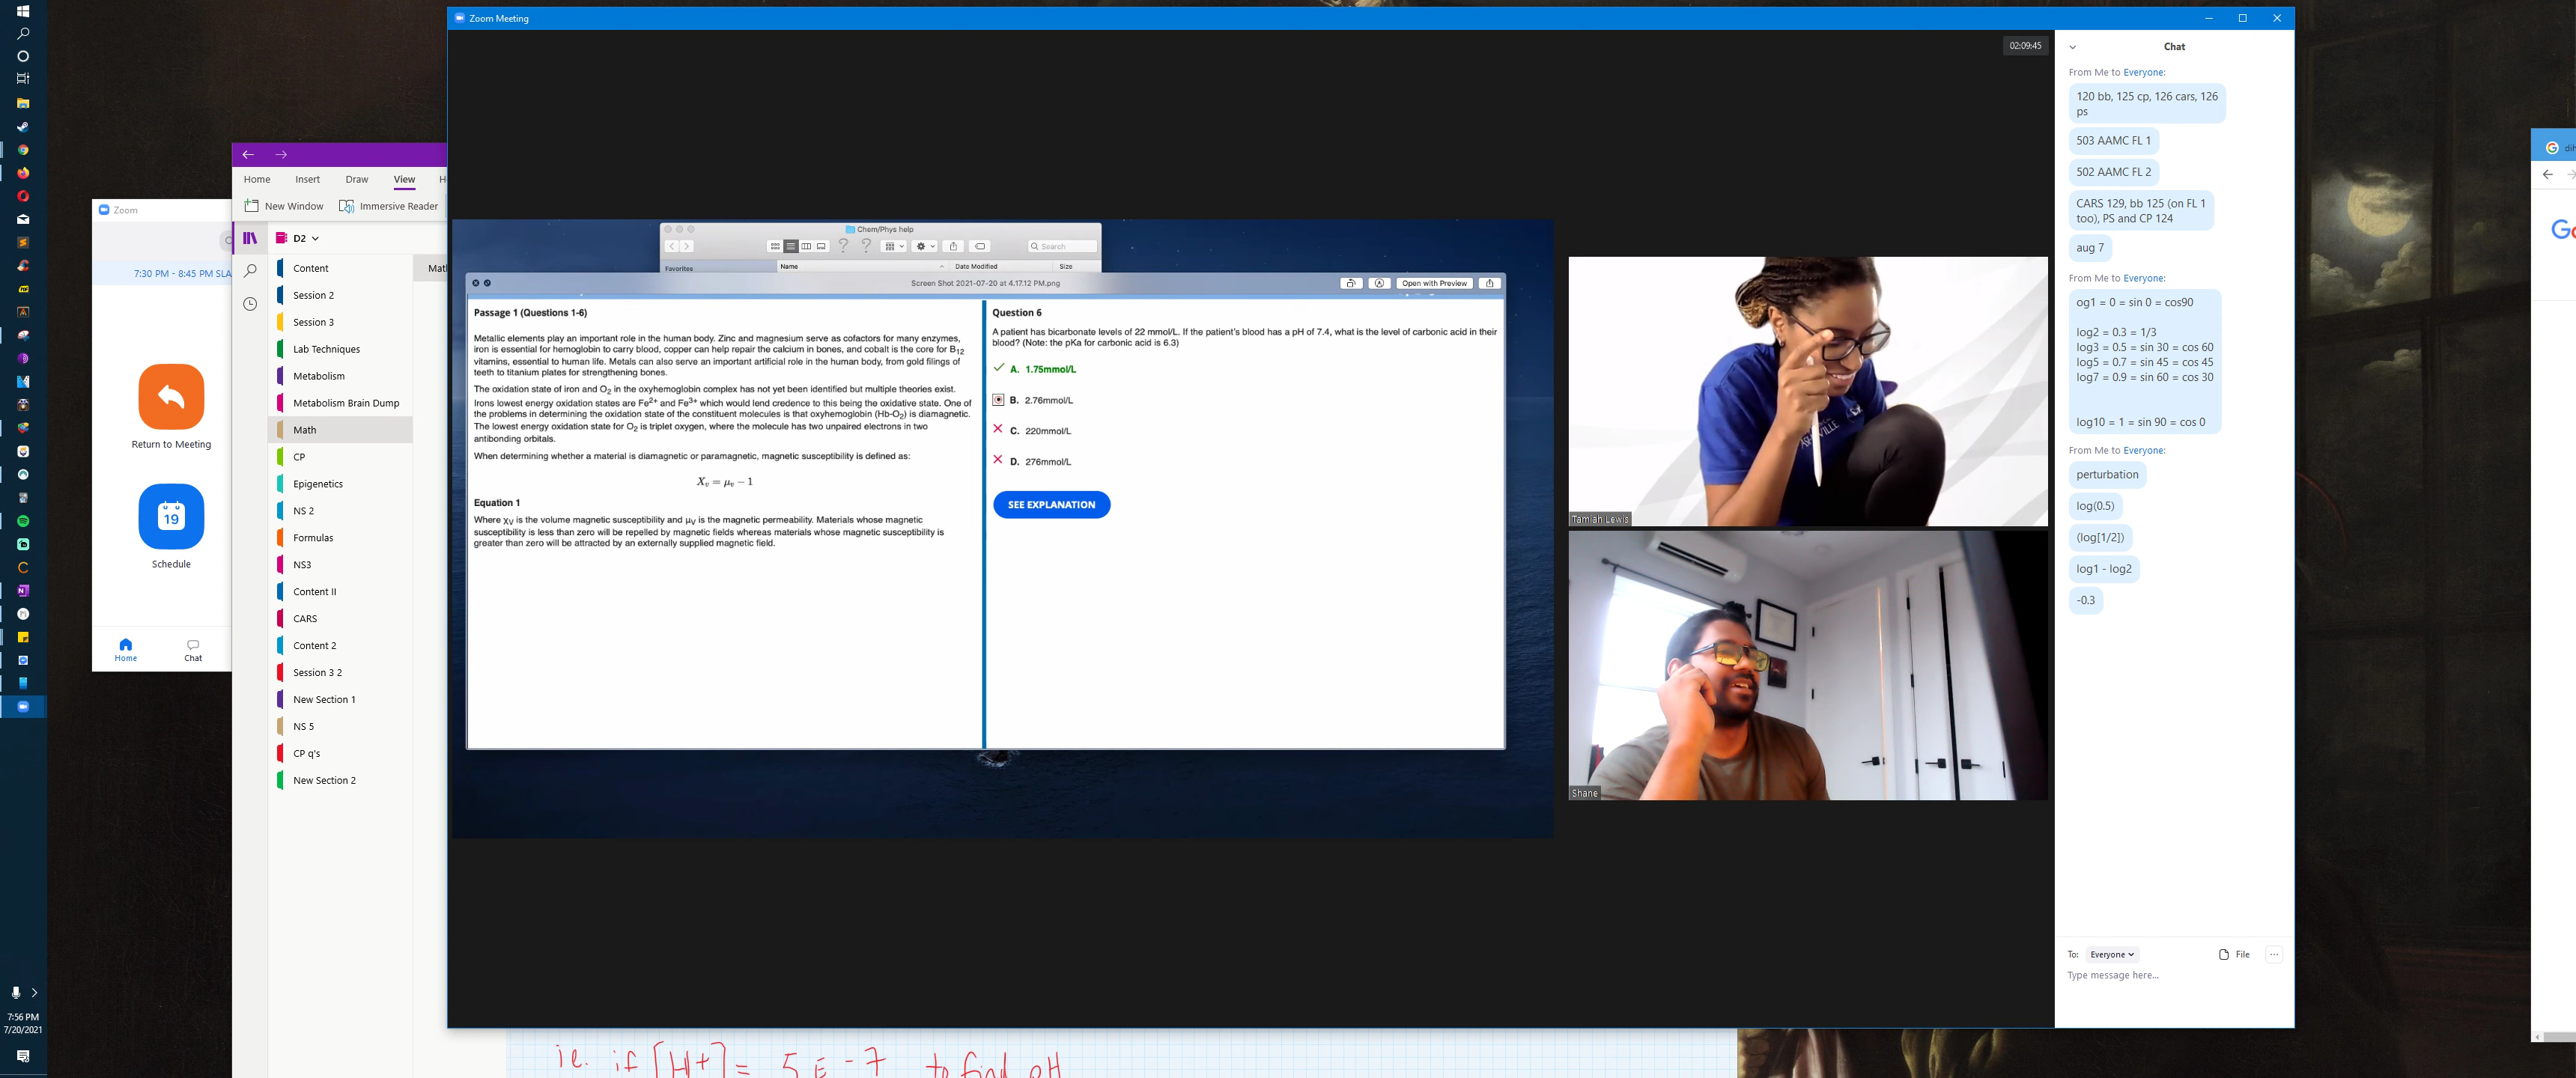 Zoom Meeting
02:09:45
Zoom
7:30 PM - 8:45 PM SLA
Return to Meeting
19
Schedule
Home
Chat
Home Insert Draw View H
New Window Immersive Reader
D2
Content
Session 2
Session 3
Lab Techniques
Metabolism
Metabolism Brain Dump
Math
CP
Epigenetics
NS 2
Formulas
NS3
Content II
CARS
Content 2
Session 3 2
New Section 1
NS 5
CP q's
New Section 2
Chem/Phys help
Search
Favorites
Name Date Modified Size
Screen Shot 2021-07-20 at 4.17.12 PM.png
Open with Preview
Passage 1 (Questions 1-6)
Metallic elements play an important role in the human body. Zinc and magnesium serve as cofactors for many enzymes,
iron is essential for hemoglobin to carry blood, copper can help repair the calcium in bones, and cobalt is the core for B12
vitamins, essential to human life. Metals can also serve an important artificial role in the human body, from gold filings of
teeth to titanium plates for strengthening bones.
The oxidation state of iron and O2 in the oxyhemoglobin complex has not yet been identified but multiple theories exist.
Irons lowest energy oxidation states are Fe2+ and Fe3+ which would lend credence to this being the oxidative state. One of
the problems in determining the oxidation state of the constituent molecules is that oxyhemoglobin (Hb-O2) is diamagnetic.
The lowest energy oxidation state for O2 is triplet oxygen, where the molecule has two unpaired electrons in two
antibonding orbitals.
When determining whether a material is diamagnetic or paramagnetic, magnetic susceptibility is defined as:
Xv = μv − 1
Equation 1
Where χv is the volume magnetic susceptibility and μv is the magnetic permeability. Materials whose magnetic
susceptibility is less than zero will be repelled by magnetic fields whereas materials whose magnetic susceptibility is
greater than zero will be attracted by an externally supplied magnetic field.
Question 6
A patient has bicarbonate levels of 22 mmol/L. If the patient's blood has a pH of 7.4, what is the level of carbonic acid in their
blood? (Note: the pKa for carbonic acid is 6.3)
A. 1.75mmol/L
B. 2.76mmol/L
C. 220mmol/L
D. 276mmol/L
SEE EXPLANATION
Tamiah Lewis
Shane
Chat
From Me to Everyone:
120 bb, 125 cp, 126 cars, 126
ps
503 AAMC FL 1
502 AAMC FL 2
CARS 129, bb 125 (on FL 1
too), PS and CP 124
aug 7
From Me to Everyone:
og1 = 0 = sin 0 = cos90
log2 = 0.3 = 1/3
log3 = 0.5 = sin 30 = cos 60
log5 = 0.7 = sin 45 = cos 45
log7 = 0.9 = sin 60 = cos 30
log10 = 1 = sin 90 = cos 0
From Me to Everyone:
perturbation
log(0.5)
(log[1/2])
log1 - log2
-0.3
To: Everyone File
Type message here...
7:56 PM
7/20/2021
ie. if [H+] = 5 E -7 to find pH